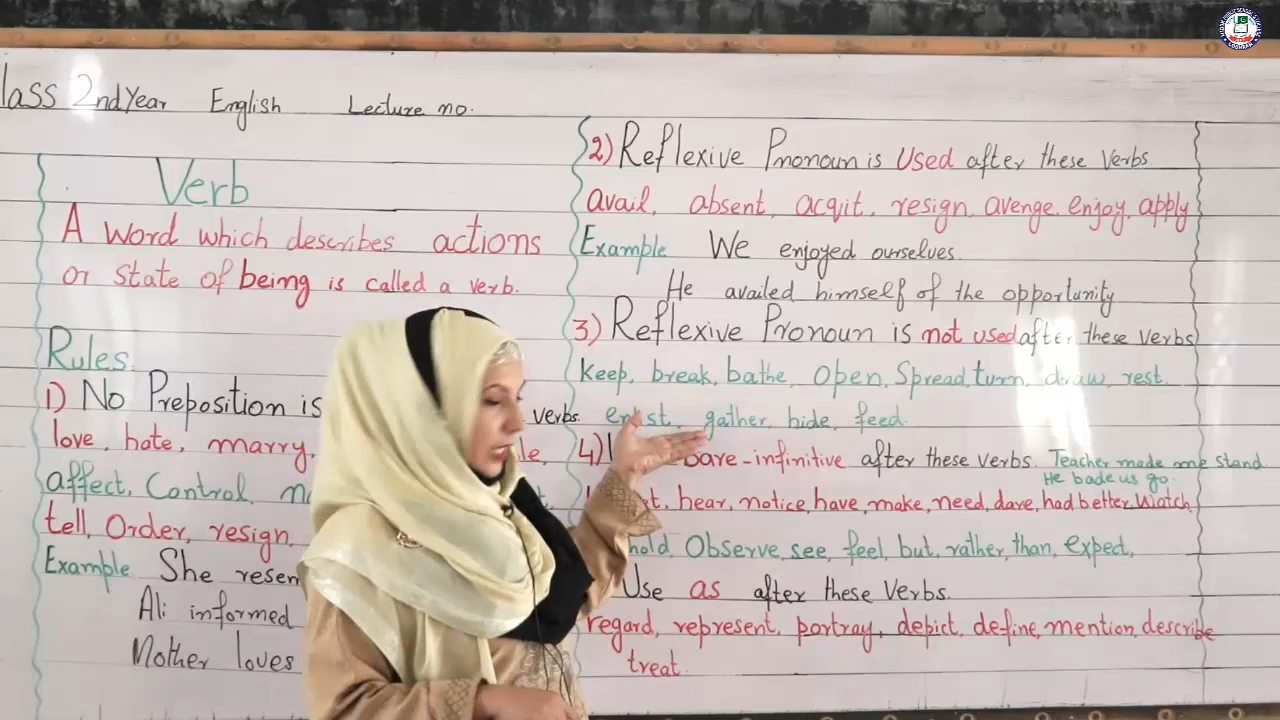 lass 2nd Year English Lecture no.
Verb
A word which describes actions
or state of being is called a verb.
Rules.
1) No Preposition is verbs.
love, hate, marry,
affect, Control,
tell, Order, resign,
Example She resen
Ali informed
Mother loves
2) Reflexive Pronoun is Used after these verbs
avail, absent, acqit, resign, avenge, enjoy, apply
Example We enjoyed ourselves.
He availed himself of the opportunity
3) Reflexive Pronoun is not used after these verbs
Keep, break, bathe, Open, Spread, turn, draw, rest.
gather, hide, feed.
4) bare-infinitive after these verbs. Teacher made me stand
He bade us go.
hear, notice, have, make, need, dare, had better, Watch
hold, Observe, see, feel, but, rather, than, expect,
Use as after these Verbs.
regard, represent, portray, depict, define, mention, describe
treat.